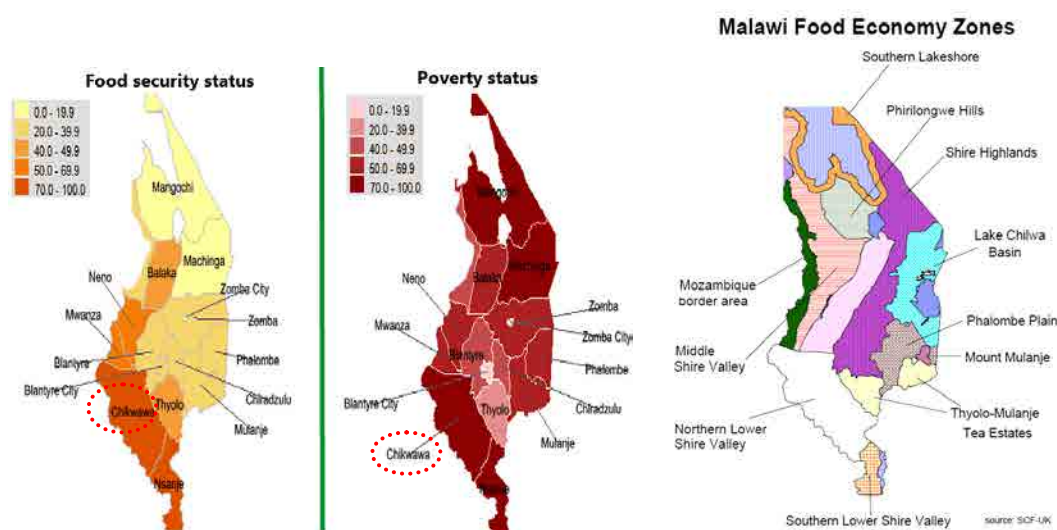 Food security status
0.0 - 19.9
20.0 - 39.9
40.0 - 49.9
50.0 - 69.9
70.0 - 100.0
Mangochi
Machinga
Balaka
Neno
Zomba City
Mwanza
Zomba
Blantyre
Phalombe
Blantyre City
Chikwawa
Thyolo
Chiradzulu
Mulanje
Nsanje
Poverty status
0.0 - 19.9
20.0 - 39.9
40.0 - 49.9
50.0 - 69.9
70.0 - 100.0
Mangochi
Machinga
Balaka
Neno
Zomba
Mwanza
Zomba City
Blantyre
Phalombe
Blantyre City
Thyolo
Chiradzulu
Mulanje
Chikwawa
Malawi Food Economy Zones
Southern Lakeshore
Phirilongwe Hills
Shire Highlands
Lake Chilwa
Basin
Mozambique
border area
Phalombe Plain
Middle
Shire Valley
Mount Mulanje
Thyolo-Mulanje
Tea Estates
Northern Lower
Shire Valley
Southern Lower Shire Valley
source: SCF-UK